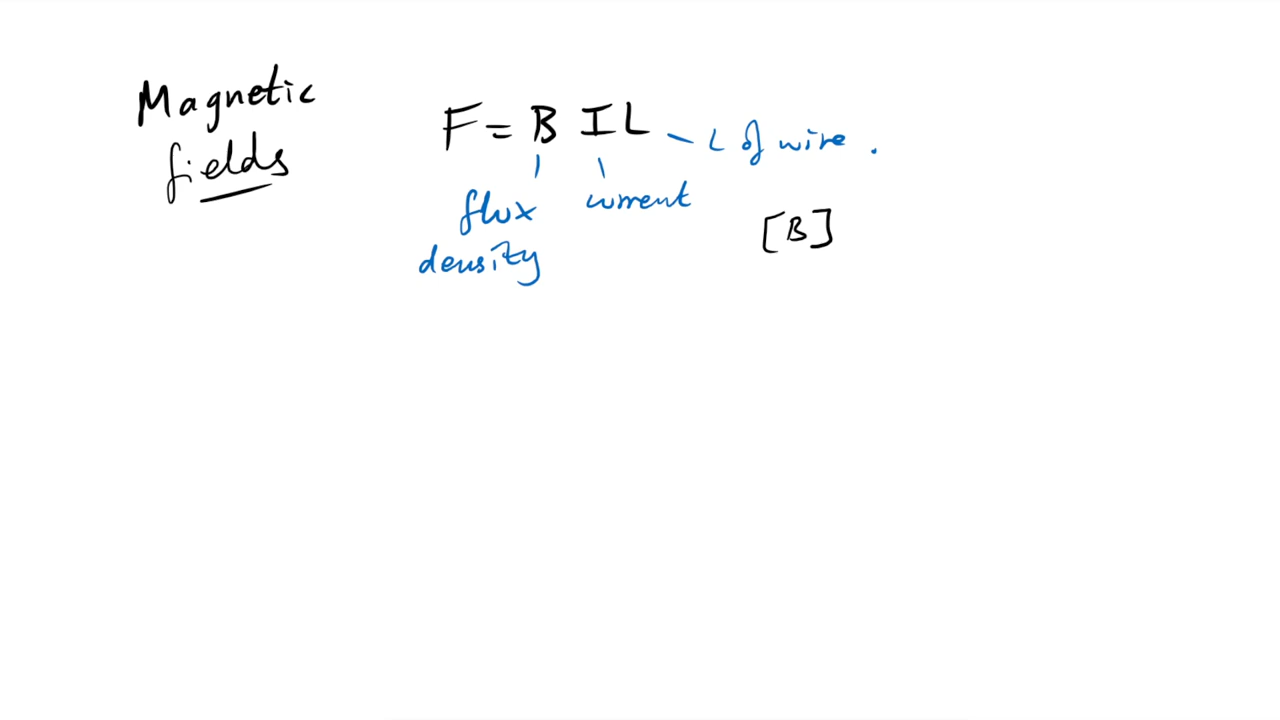 Magnetic
fields
F = B I L
L of wire.
flux
density
current
[B]